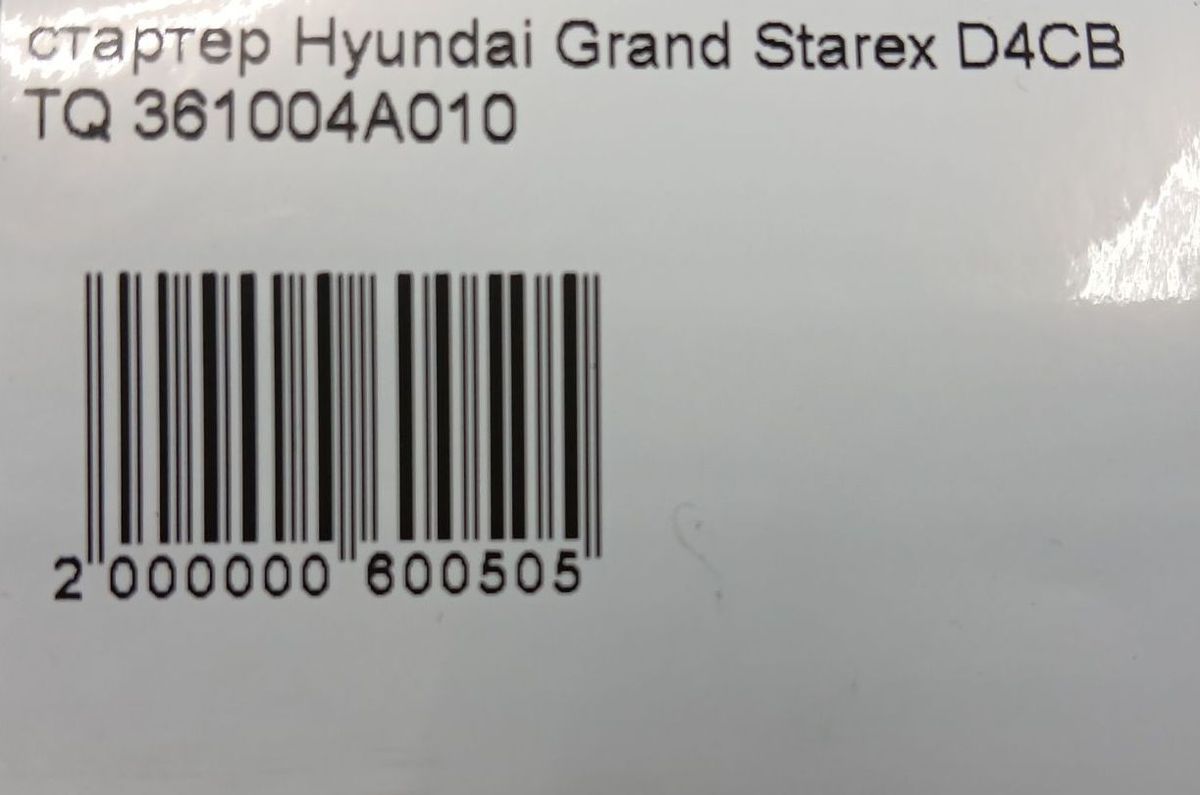 стартер Hyundai Grand Starex D4CB
TQ 361004A010
2 000000 600505